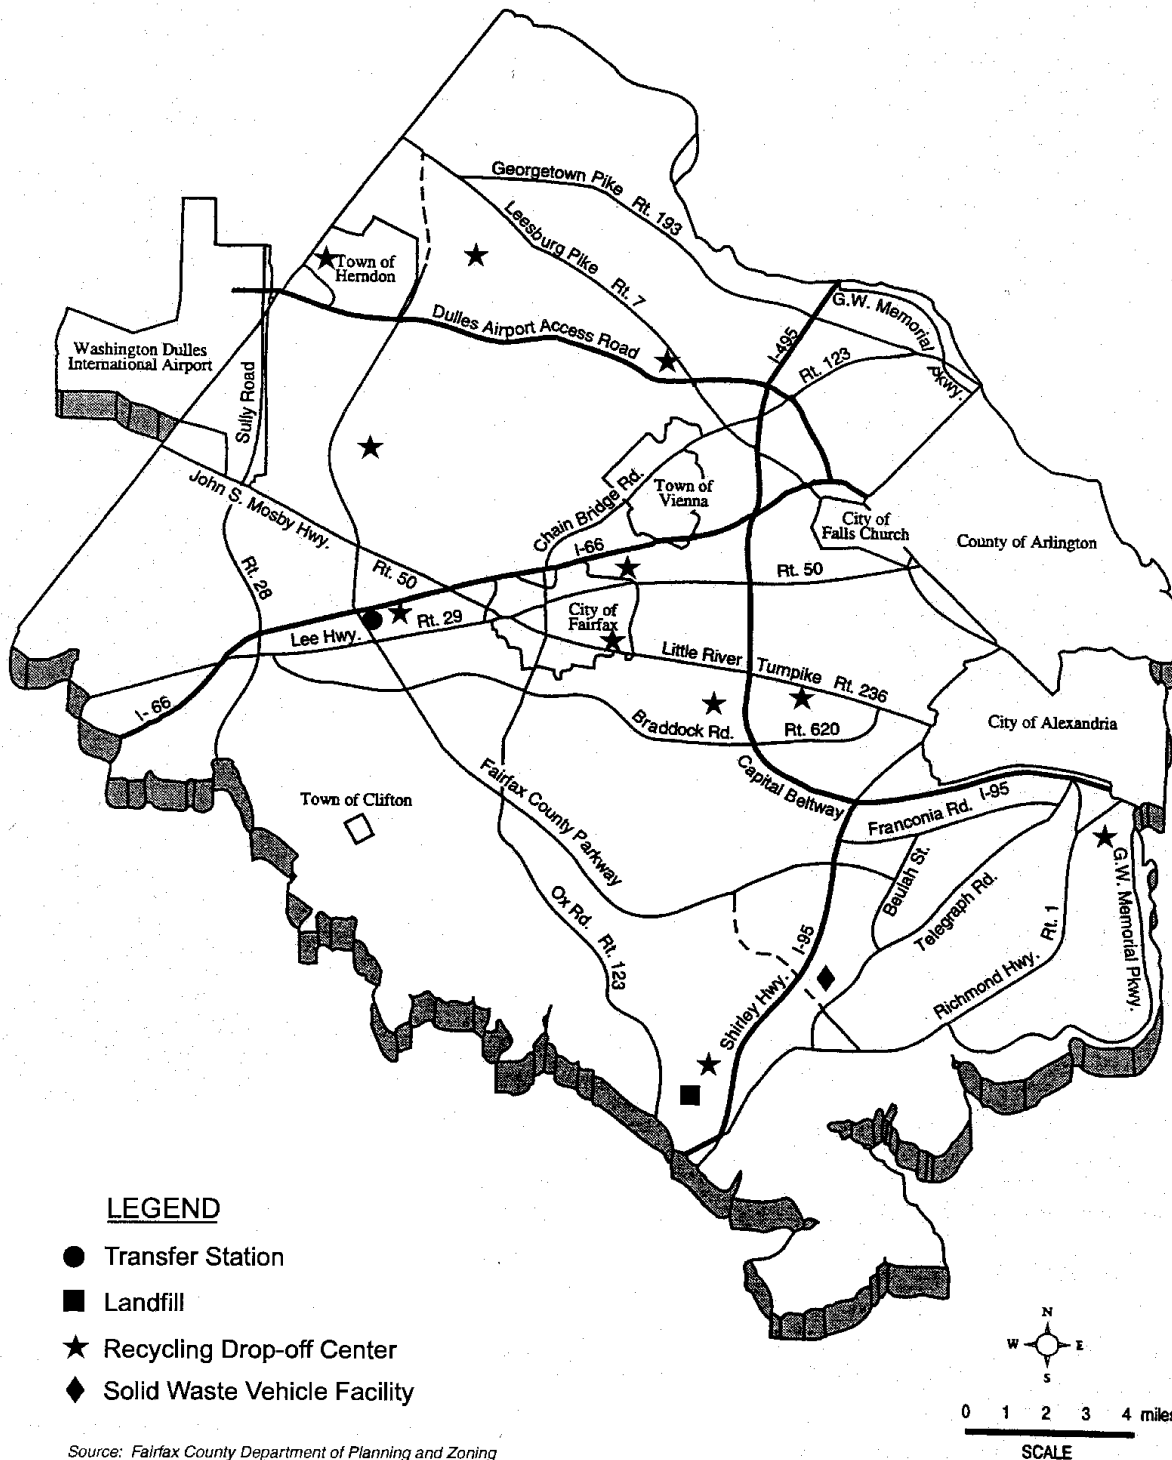 Georgetown Pike Rt. 193
Leesburg Pike Rt. 7
Town of
Herndon
G.W. Memorial
Pkwy.
Dulles Airport Access Road
I-495
Rt. 123
Washington Dulles
International Airport
Sully Road
John S. Mosby Hwy.
Rt. 50
Chain Bridge Rd.
Town of
Vienna
City of
Falls Church
County of Arlington
I-66
Rt. 50
Rt. 28
Lee Hwy.
Rt. 29
City of
Fairfax
Little River Turnpike Rt. 236
I-66
Braddock Rd.
Rt. 620
City of Alexandria
Capital Beltway
Town of Clifton
Fairfax County Parkway
Franconia Rd.
I-95
Beulah St.
Telegraph Rd.
G.W. Memorial Pkwy.
Ox Rd. Rt. 123
I-95
Shirley Hwy.
Richmond Hwy.
Rt. 1
LEGEND
Transfer Station
Landfill
Recycling Drop-off Center
Solid Waste Vehicle Facility
N
W E
S
0 1 2 3 4 miles
SCALE
Source: Fairfax County Department of Planning and Zoning